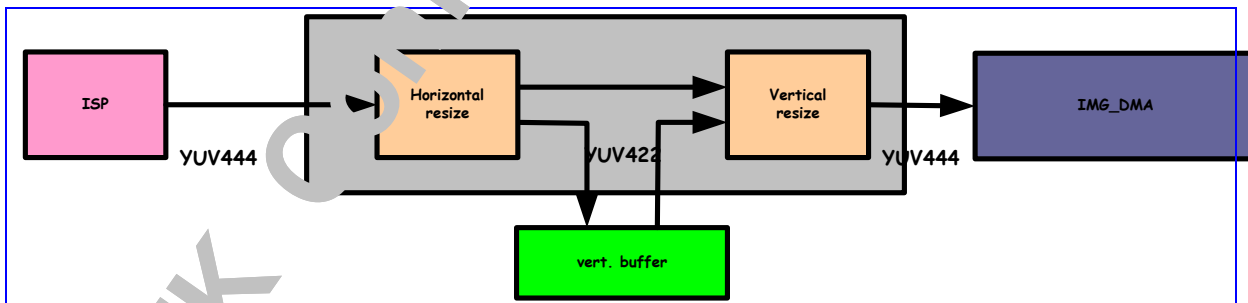 ISP
Horizontal
resize
Vertical
resize
IMG_DMA
YUV444
YUV422
YUV444
vert. buffer